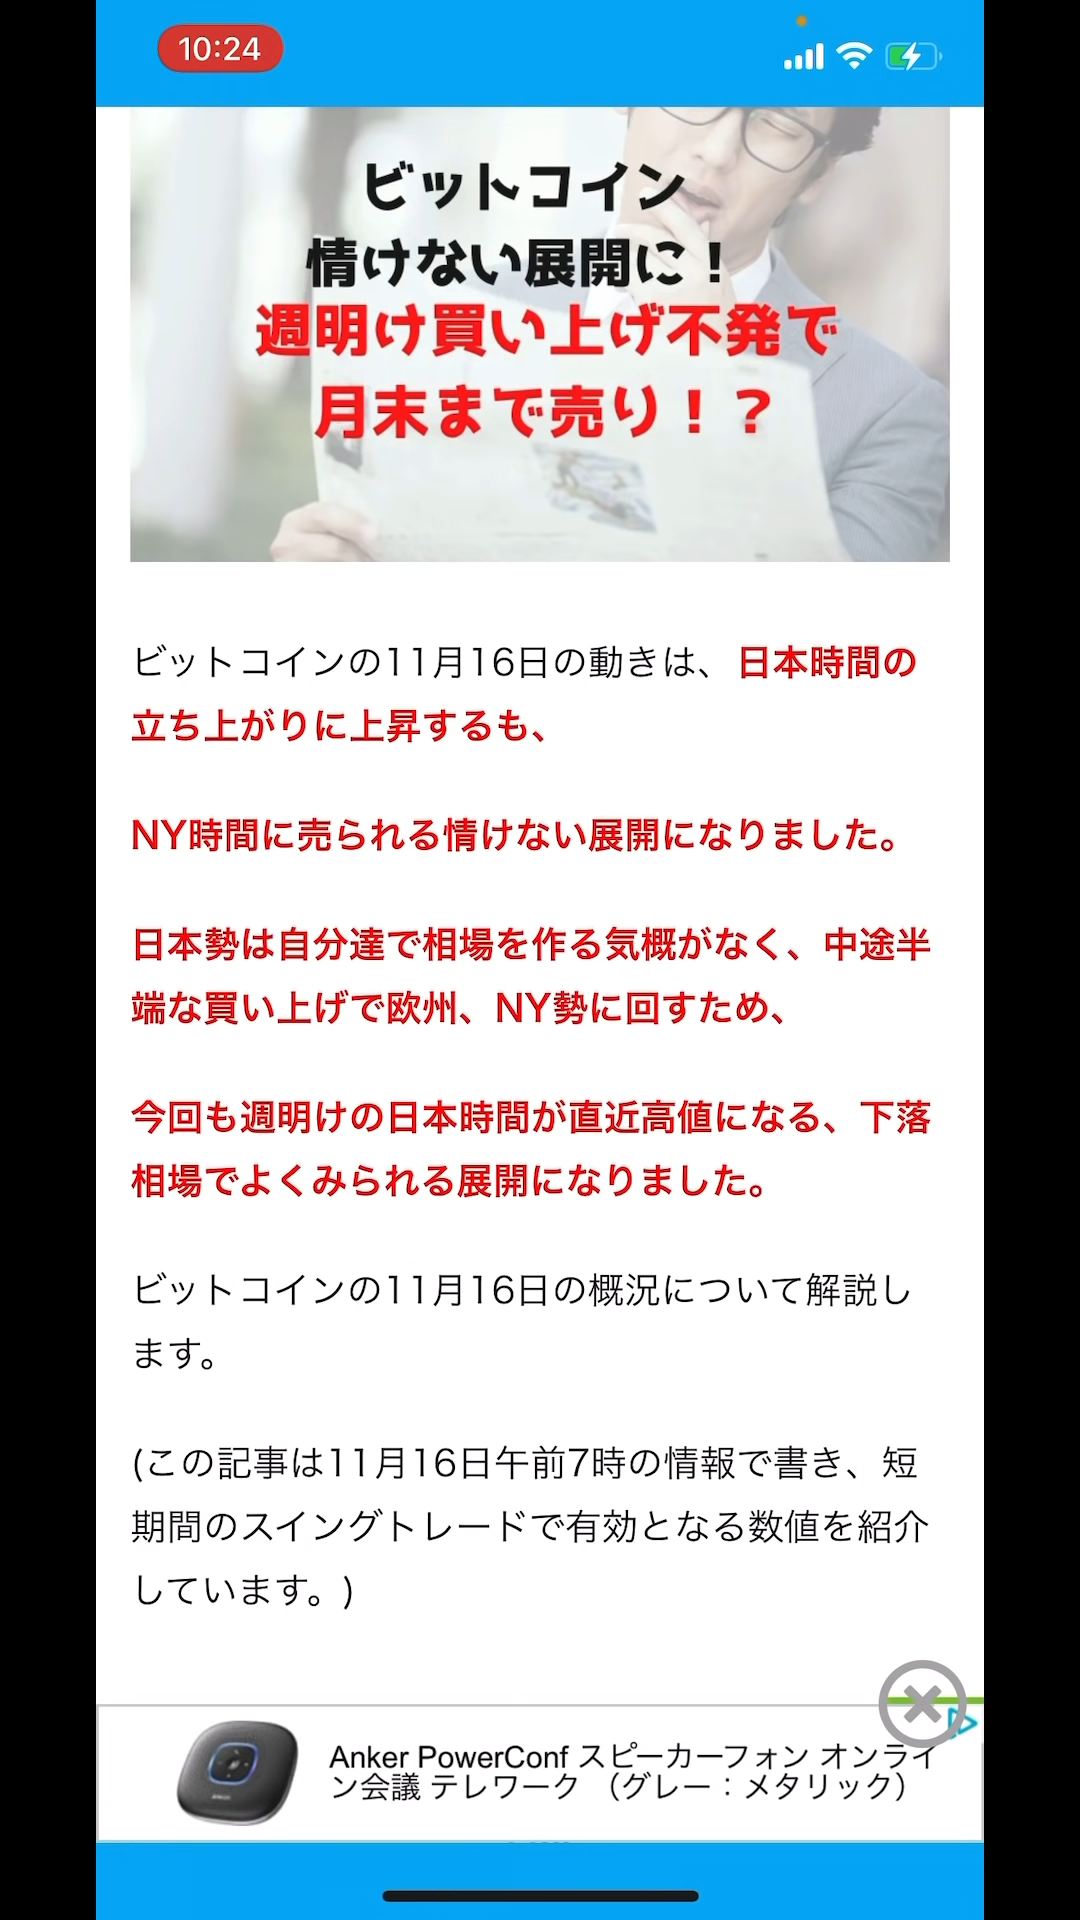 10:24
ビットコイン
情けない展開に！
週明け買い上げ不発で
月末まで売り！？
ビットコインの11月16日の動きは、日本時間の
立ち上がりに上昇するも、
NY時間に売られる情けない展開になりました。
日本勢は自分達で相場を作る気概がなく、中途半
端な買い上げで欧州、NY勢に回すため、
今回も週明けの日本時間が直近高値になる、下落
相場でよくみられる展開になりました。
ビットコインの11月16日の概況について解説し
ます。
(この記事は11月16日午前7時の情報で書き、短
期間のスイングトレードで有効となる数値を紹介
しています。)
Anker PowerConf スピーカーフォン オンライ
ン会議 テレワーク （グレー：メタリック）